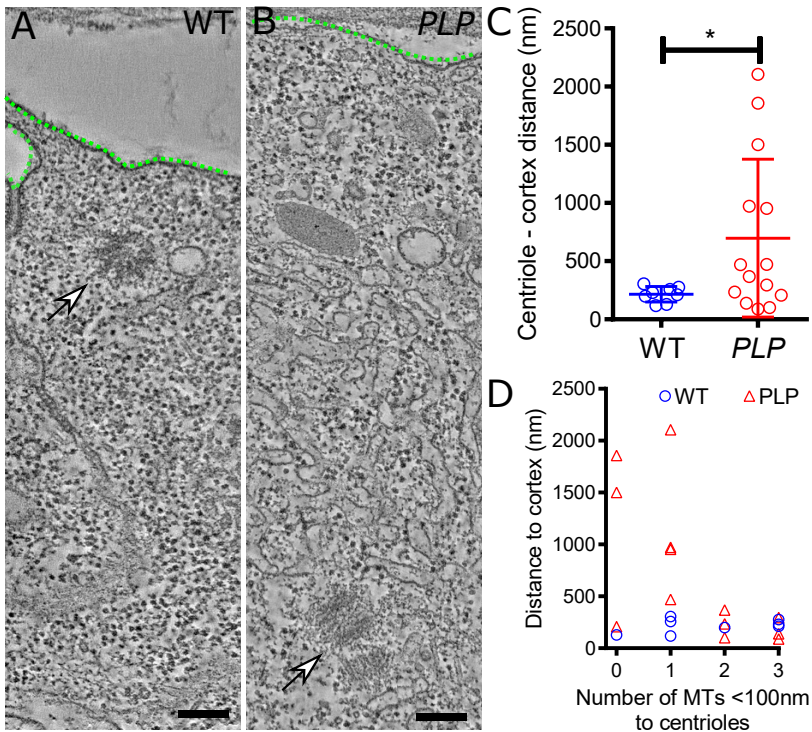 A WT
B PLP
C
Centriole - cortex distance (nm)
2500
2000
1500
1000
500
0
*
WT PLP
D
Distance to cortex (nm)
2500
2000
1500
1000
500
0
WT PLP
0 1 2 3
Number of MTs <100nm
to centrioles